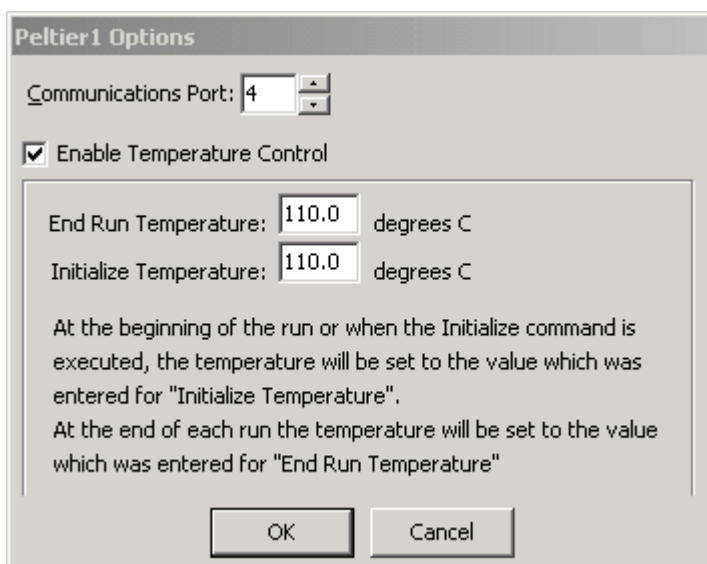 Peltier1 Options
Communications Port: 4
Enable Temperature Control
End Run Temperature: 110.0 degrees C
Initialize Temperature: 110.0 degrees C
At the beginning of the run or when the Initialize command is
executed, the temperature will be set to the value which was
entered for "Initialize Temperature".
At the end of each run the temperature will be set to the value
which was entered for "End Run Temperature"
OK Cancel